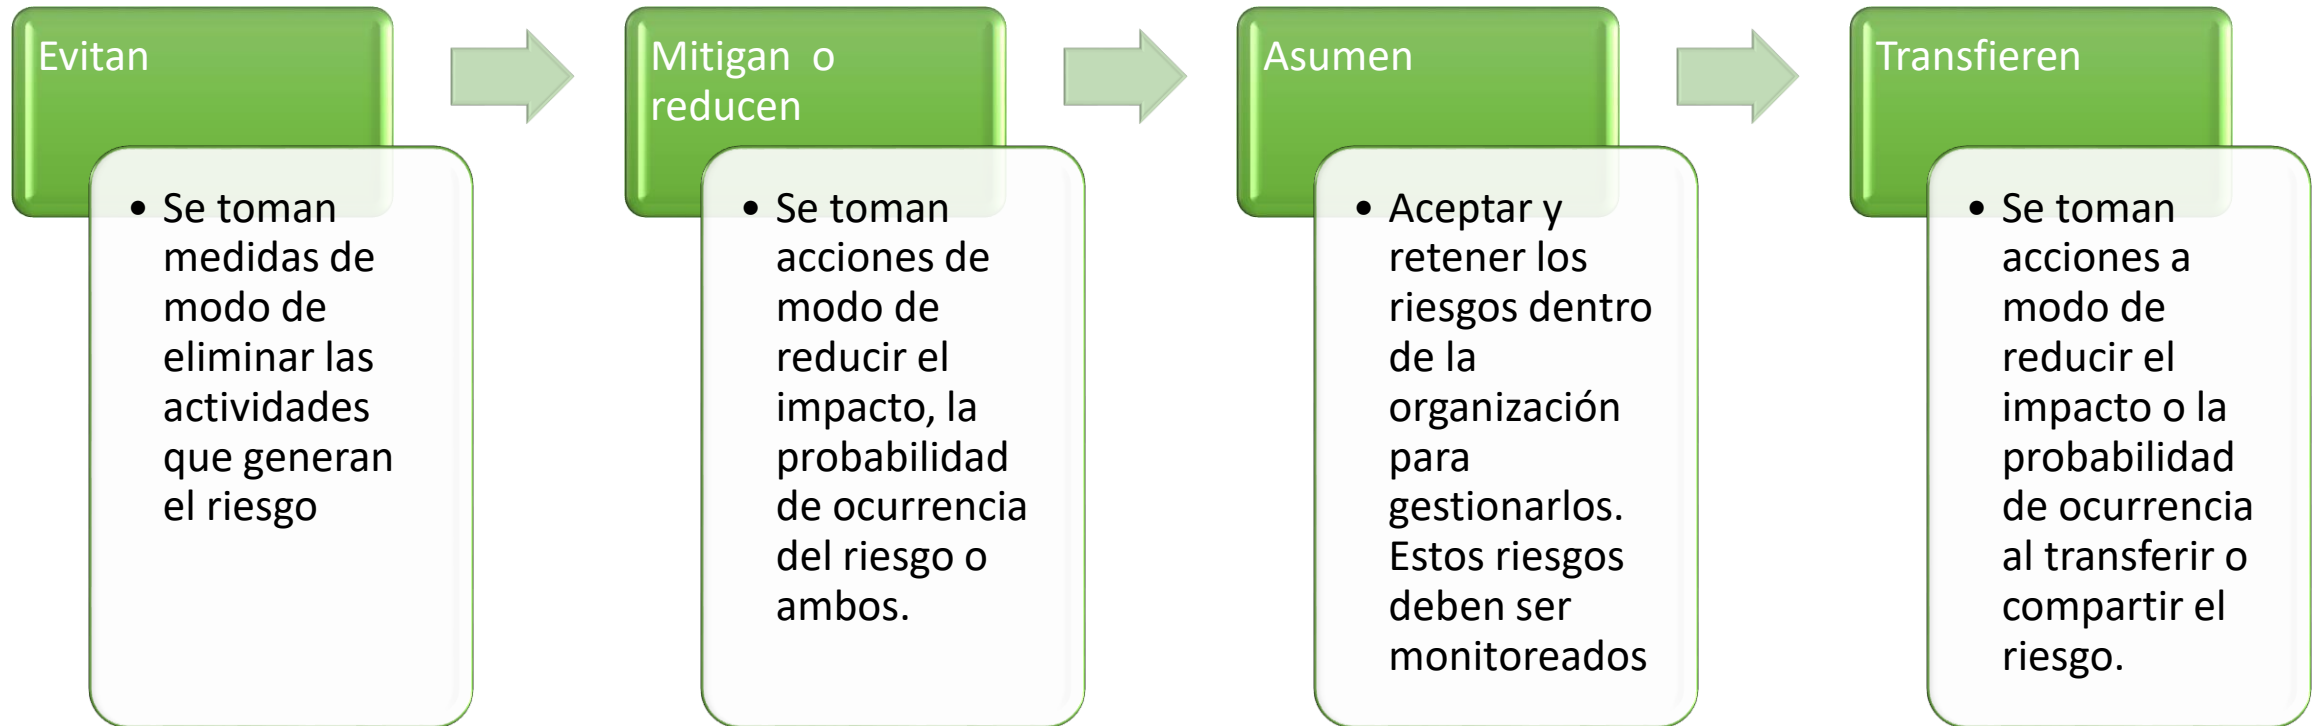 Evitan
• Se toman
medidas de
modo de
eliminar las
actividades
que generan
el riesgo
Mitigan o
reducen
• Se toman
acciones de
modo de
reducir el
impacto, la
probabilidad
de ocurrencia
del riesgo o
ambos.
Asumen
• Aceptar y
retener los
riesgos dentro
de la
organización
para
gestionarlos.
Estos riesgos
deben ser
monitoreados
Transfieren
• Se toman
acciones a
modo de
reducir el
impacto o la
probabilidad
de ocurrencia
al transferir o
compartir el
riesgo.